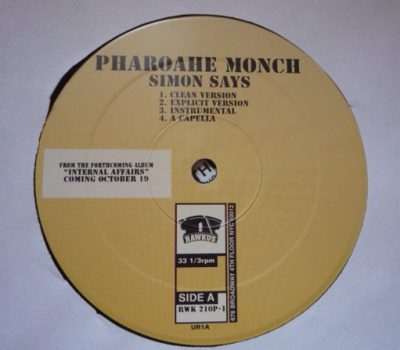 PHAROAHE MONCH
SIMON SAYS
1. CLEAN VERSION
2. EXPLICIT VERSION
3. INSTRUMENTAL
4. A CAPELLA
FROM THE FORTHCOMING ALBUM
"INTERNAL AFFAIRS"
COMING OCTOBER 19
RAWKUS
33 1/3rpm
SIDE A
RWK 210P-1
UR1A
676 BROADWAY 4TH FLOOR NYC 10012